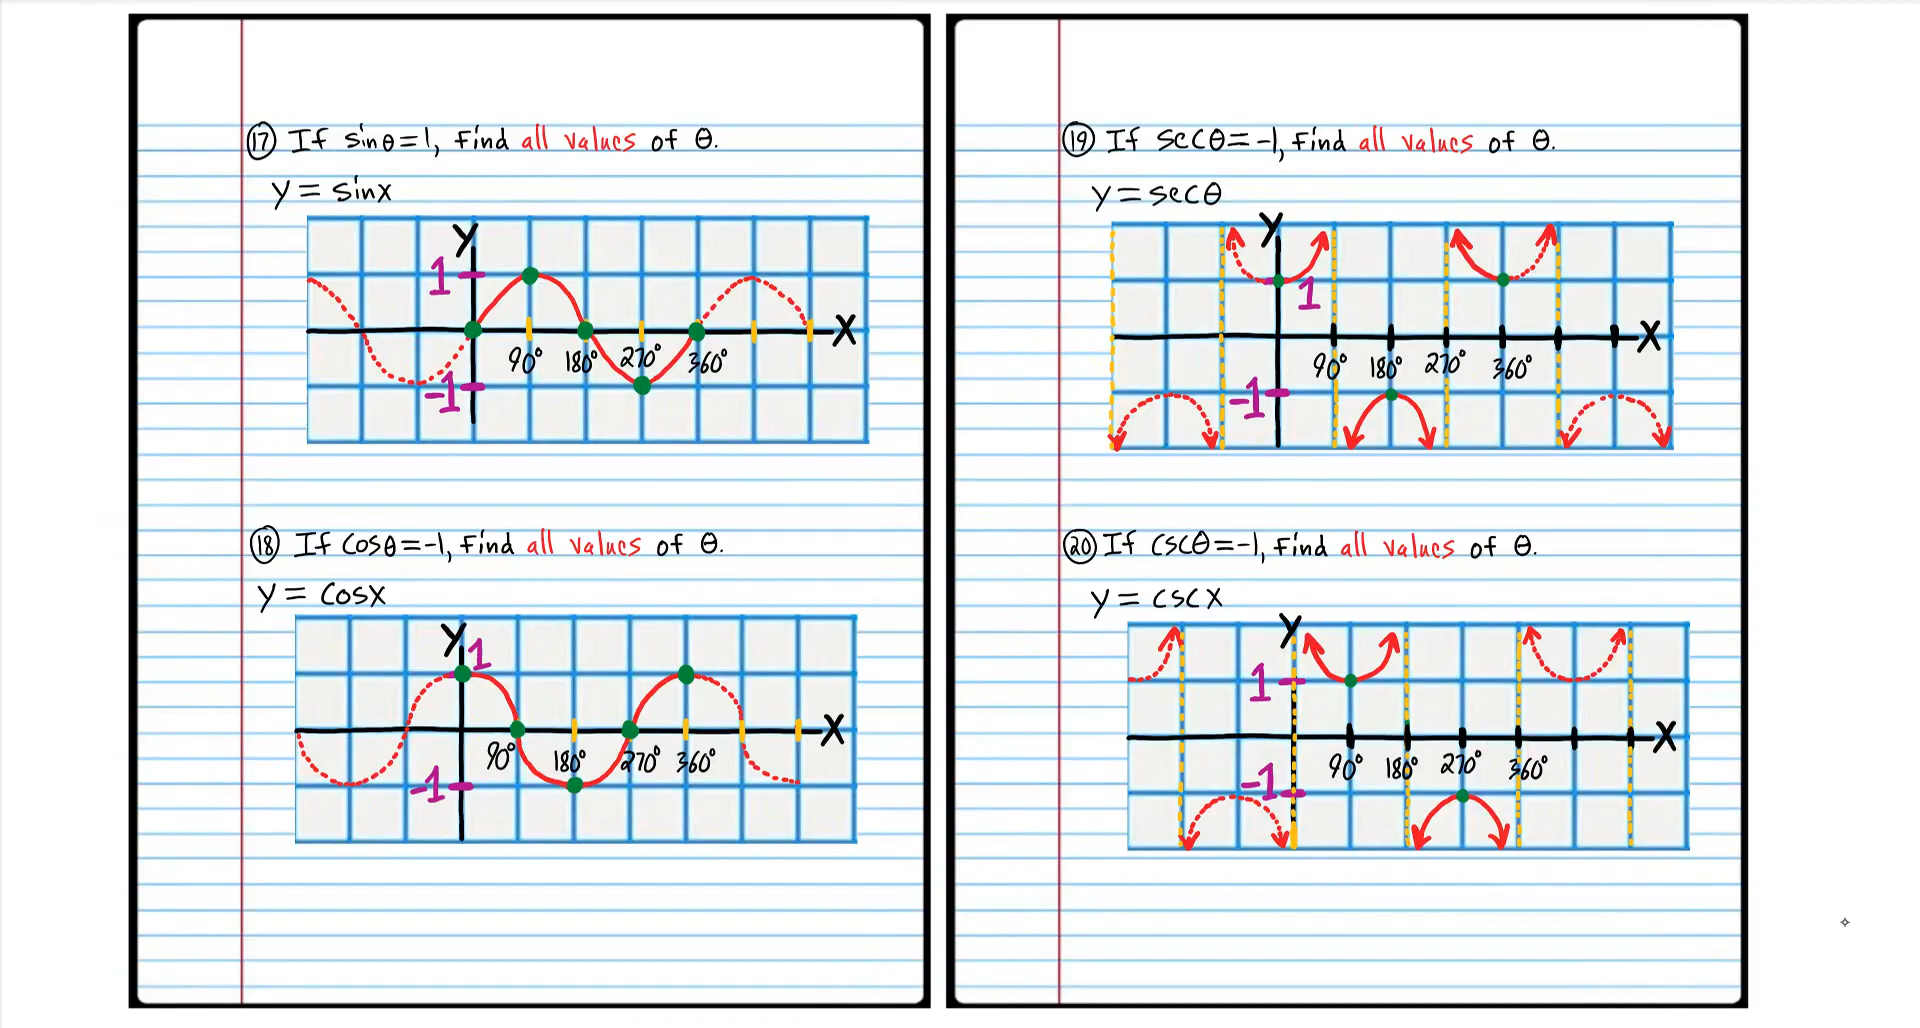 ⑰ If sinθ=1, Find all values of θ.
y = sinx
y
1
X
90° 180° 270° 360°
-1
⑱ If cosθ=-1, Find all values of θ.
y = cosx
y
1
X
90° 180° 270° 360°
-1
⑲ If secθ=-1, Find all values of θ.
y = secθ
y
1
X
90° 180° 270° 360°
-1
⑳ If cscθ=-1, Find all values of θ.
y = cscx
y
1
X
90° 180° 270° 360°
-1